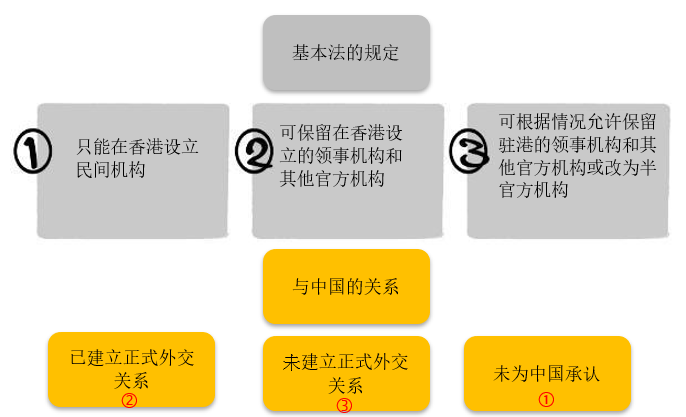 基本法的规定
①
只能在香港设立
民间机构
②
可保留在香港设
立的领事机构和
其他官方机构
③
可根据情况允许保留
驻港的领事机构和其
他官方机构或改为半
官方机构
与中国的关系
已建立正式外交
关系
②
未建立正式外交
关系
③
未为中国承认
①